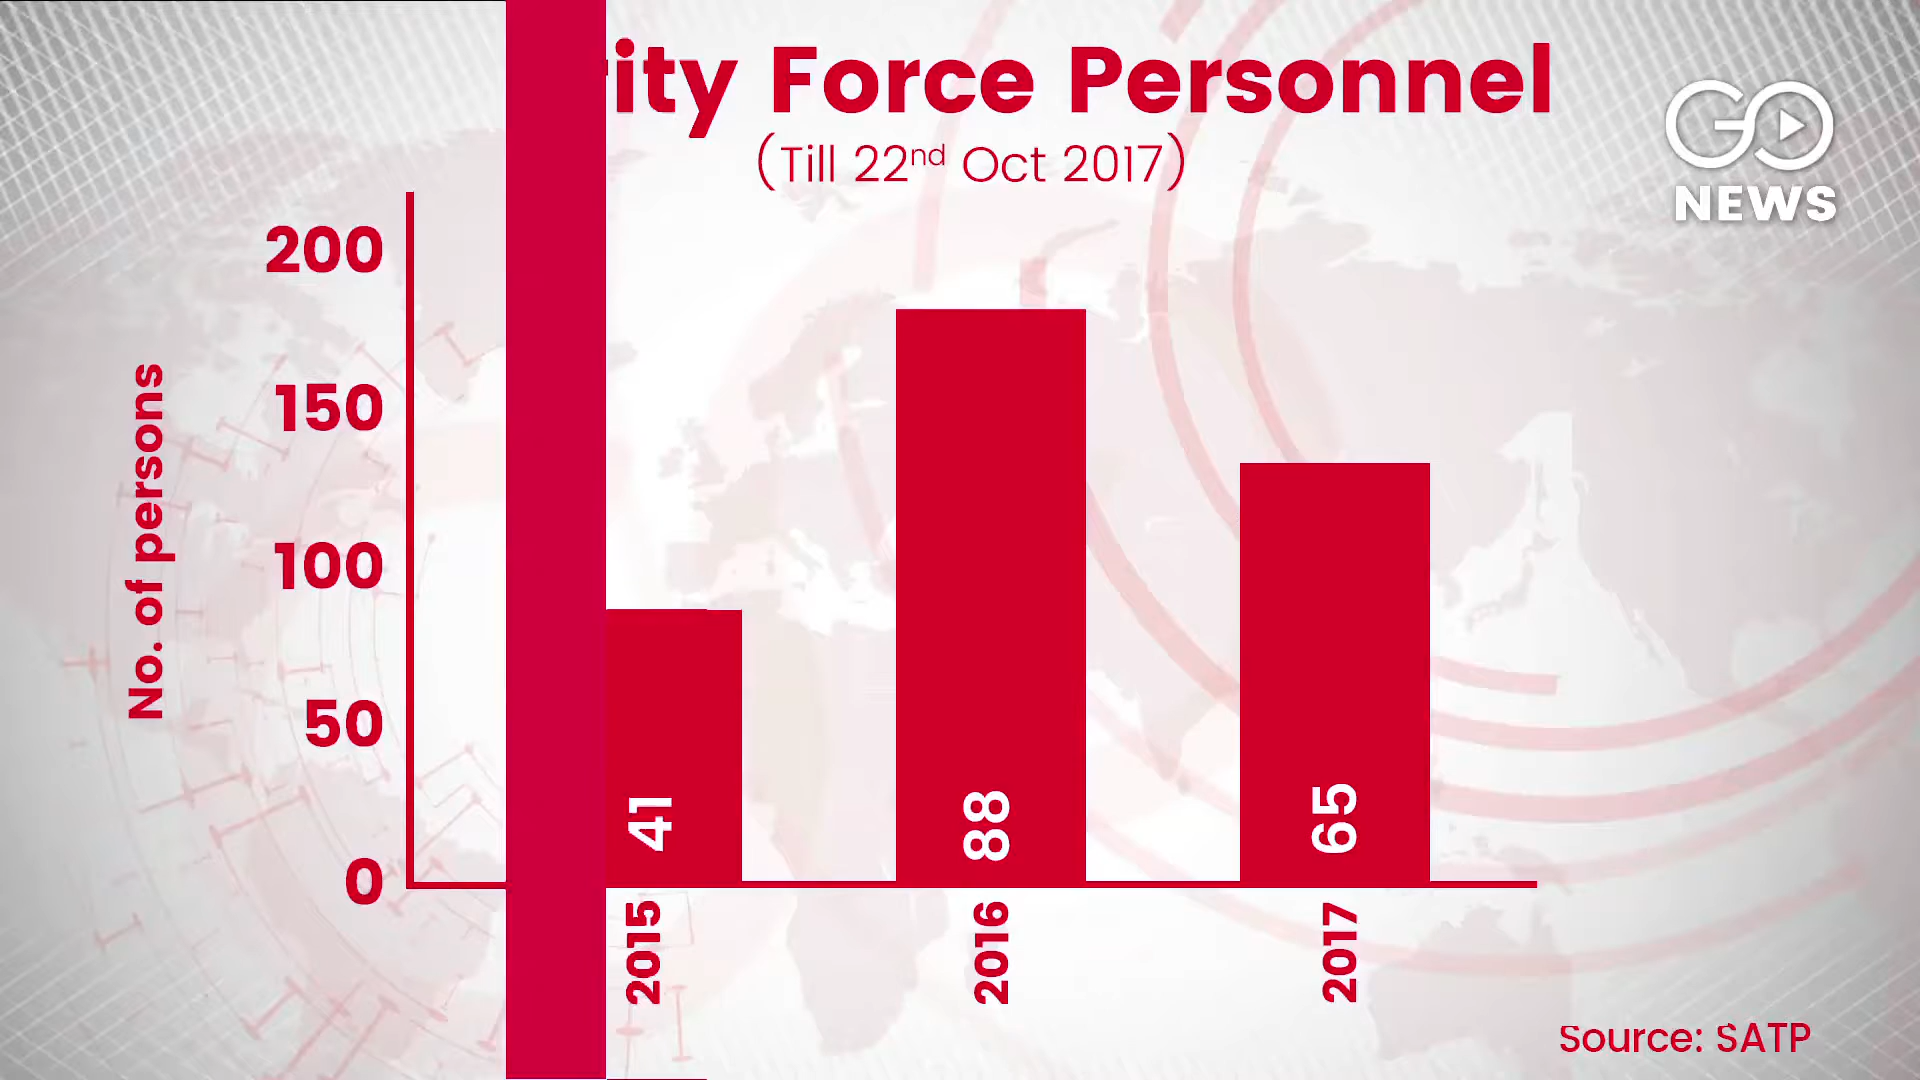 Force Personnel
(Till 22nd Oct 2017)
GO
NEWS
No. of persons
200
150
100
50
0
41
88
65
2015
2016
2017
Source: SATP